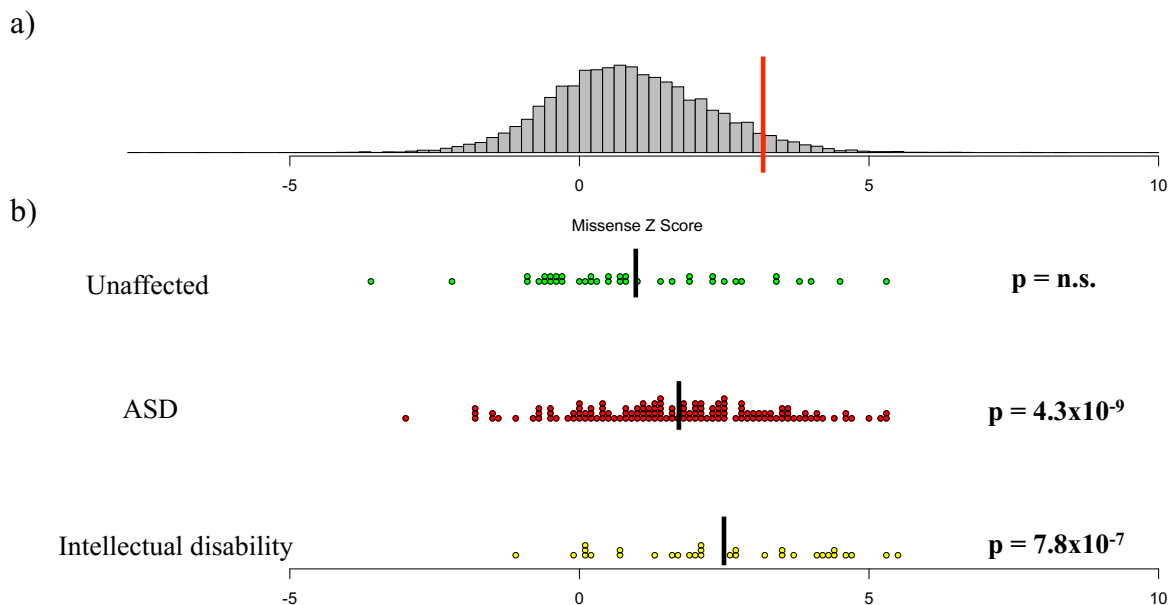 a)
-5 0 5 10
Missense Z Score
b)
Unaffected p = n.s.
ASD p = 4.3x10⁻⁹
Intellectual disability p = 7.8x10⁻⁷
-5 0 5 10